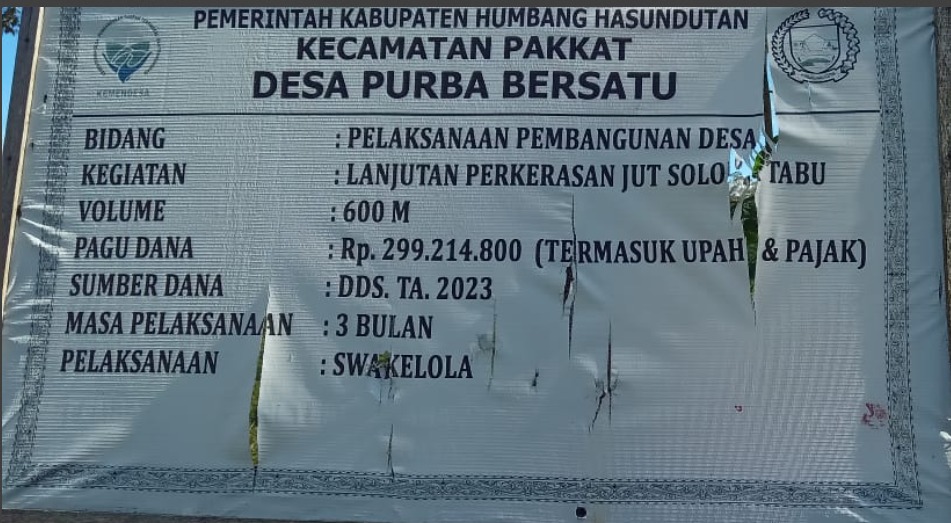 PEMERINTAH KABUPATEN HUMBANG HASUNDUTAN
KECAMATAN PAKKAT
DESA PURBA BERSATU
KEMENDESA
BIDANG : PELAKSANAAN PEMBANGUNAN DESA
KEGIATAN : LANJUTAN PERKERASAN JUT SOLO TABU
VOLUME : 600 M
PAGU DANA : Rp. 299.214.800 (TERMASUK UPAH & PAJAK)
SUMBER DANA : DDS. TA. 2023
MASA PELAKSANAAN : 3 BULAN
PELAKSANAAN : SWAKELOLA